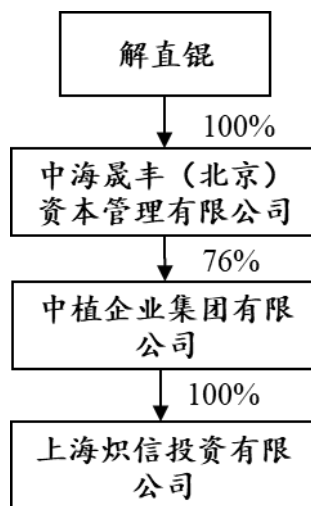 解直锟
100%
中海晟丰（北京）
资本管理有限公司
76%
中植企业集团有限
公司
100%
上海炽信投资有限
公司